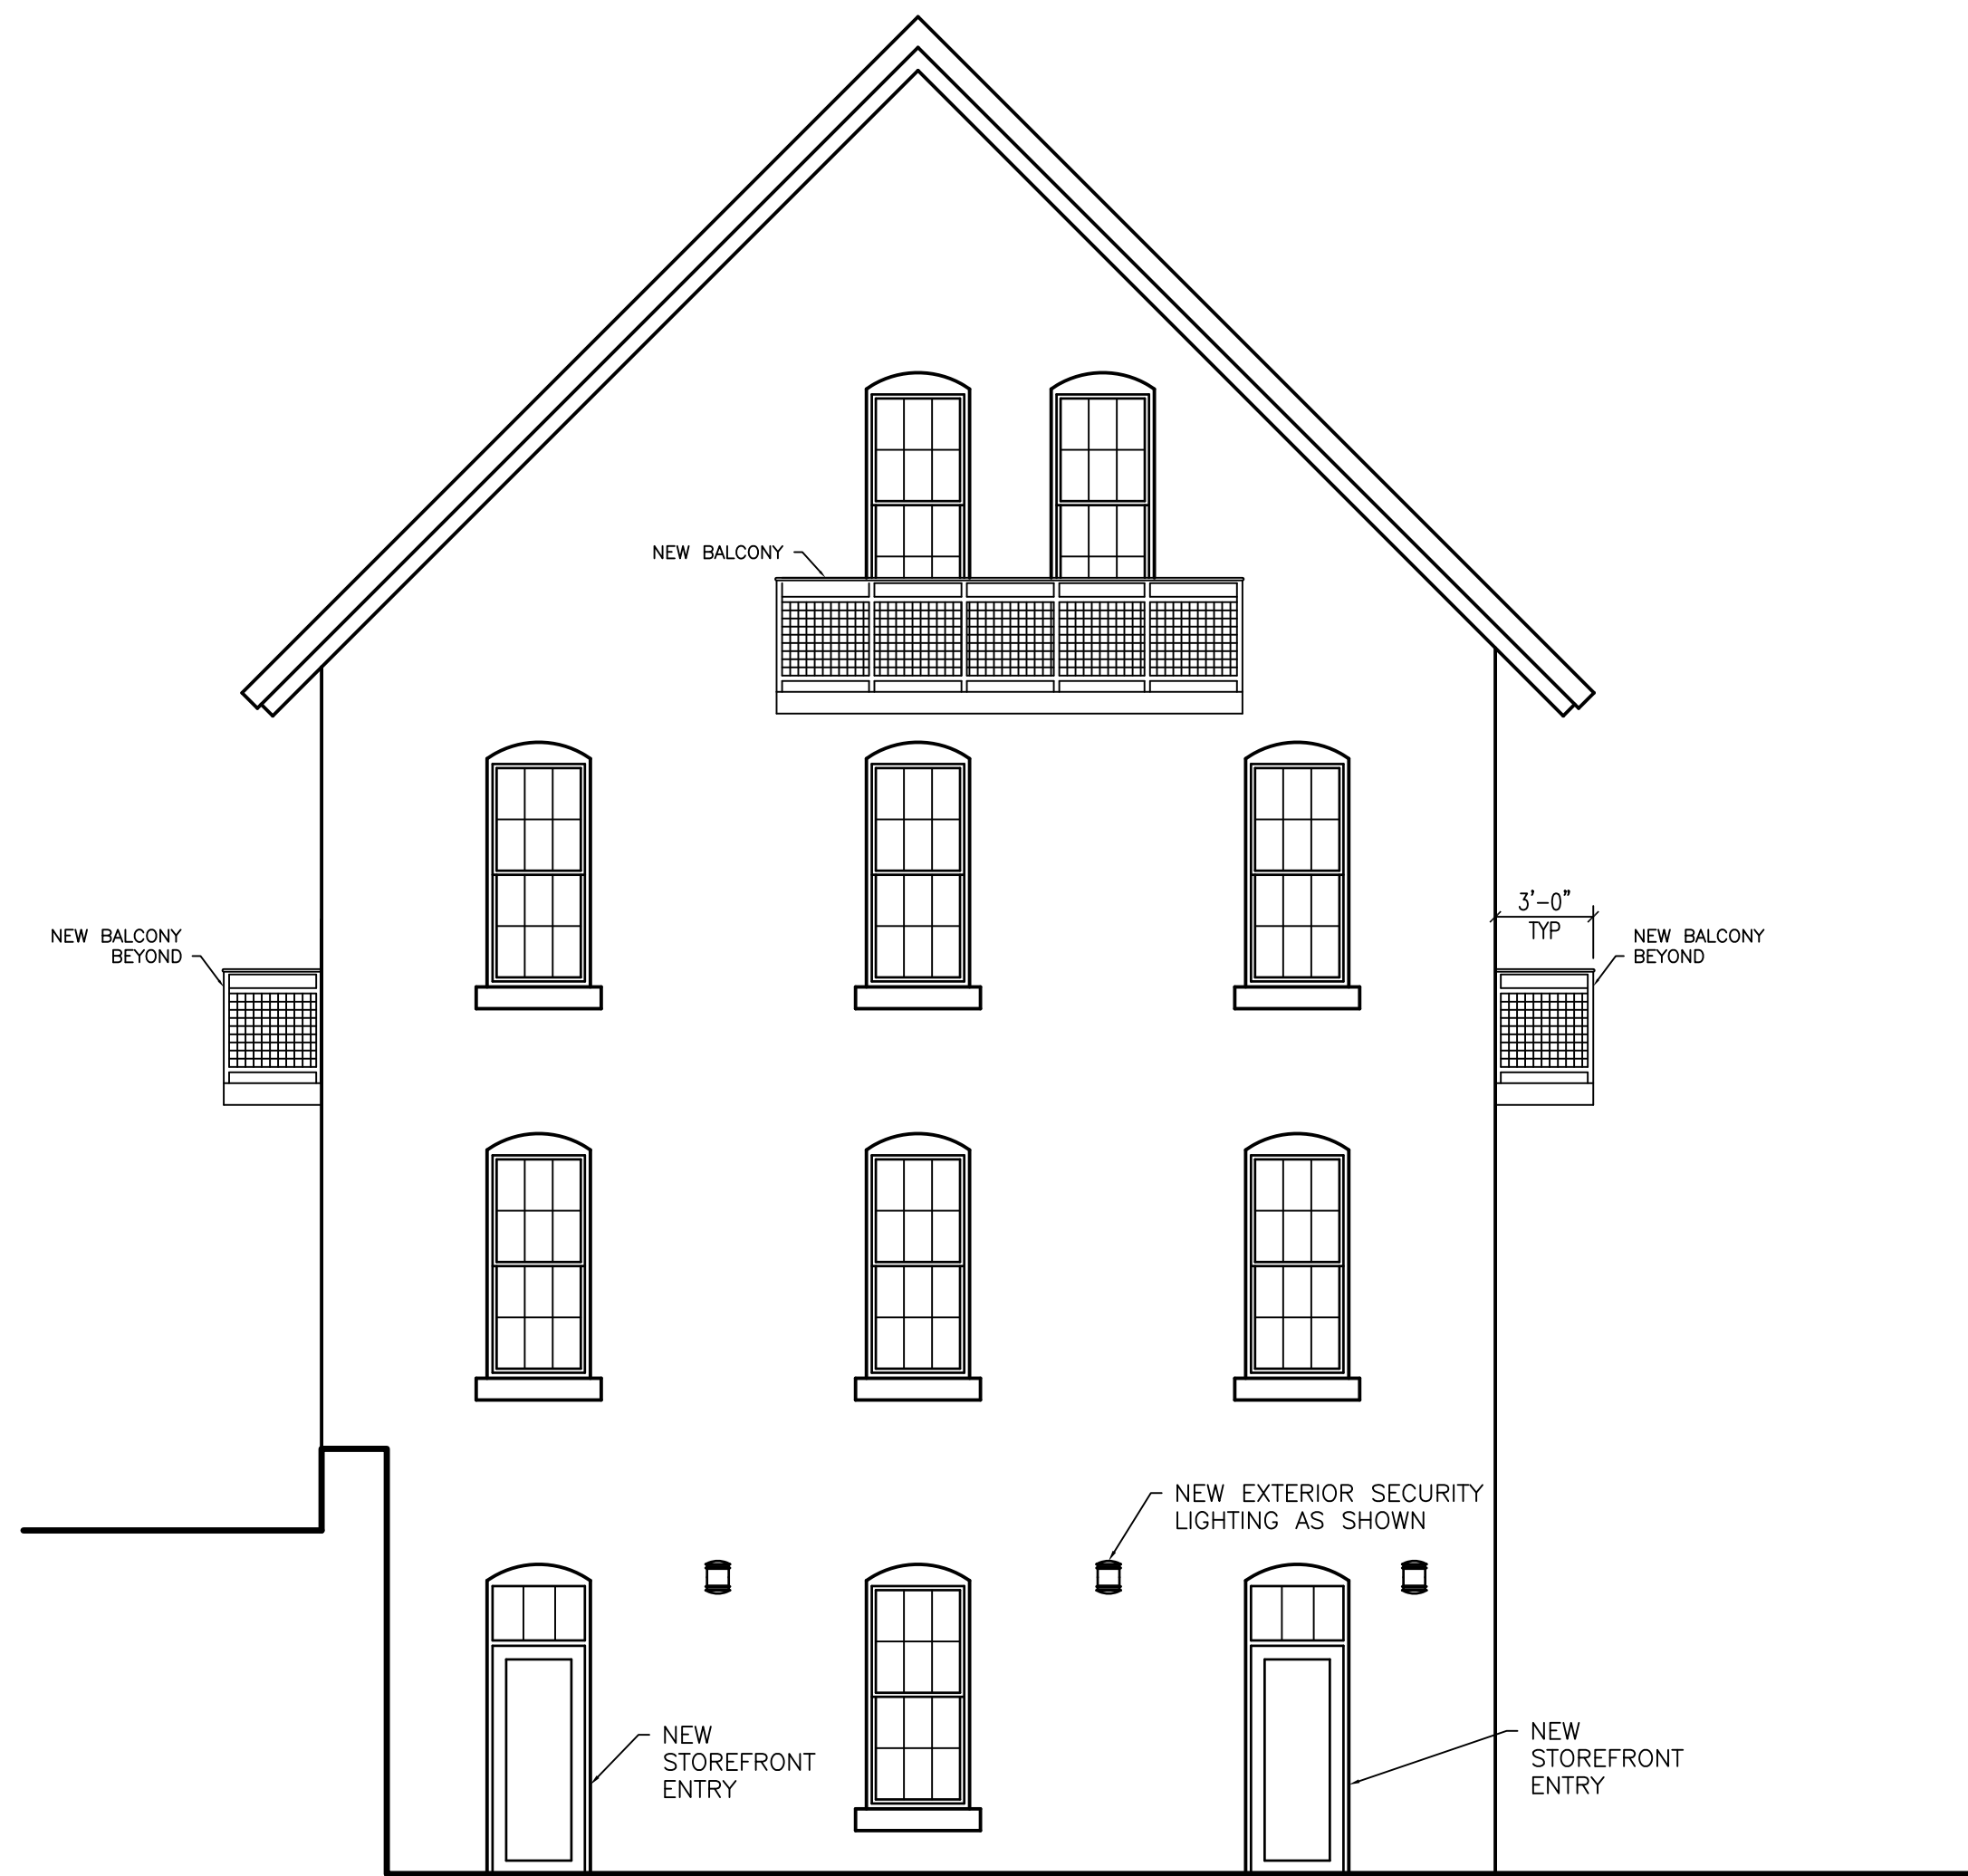 NEW BALCONY
3'-0"
TYP
NEW BALCONY
BEYOND
NEW BALCONY
BEYOND
NEW EXTERIOR SECURITY
LIGHTING AS SHOWN
NEW
STOREFRONT
ENTRY
NEW
STOREFRONT
ENTRY